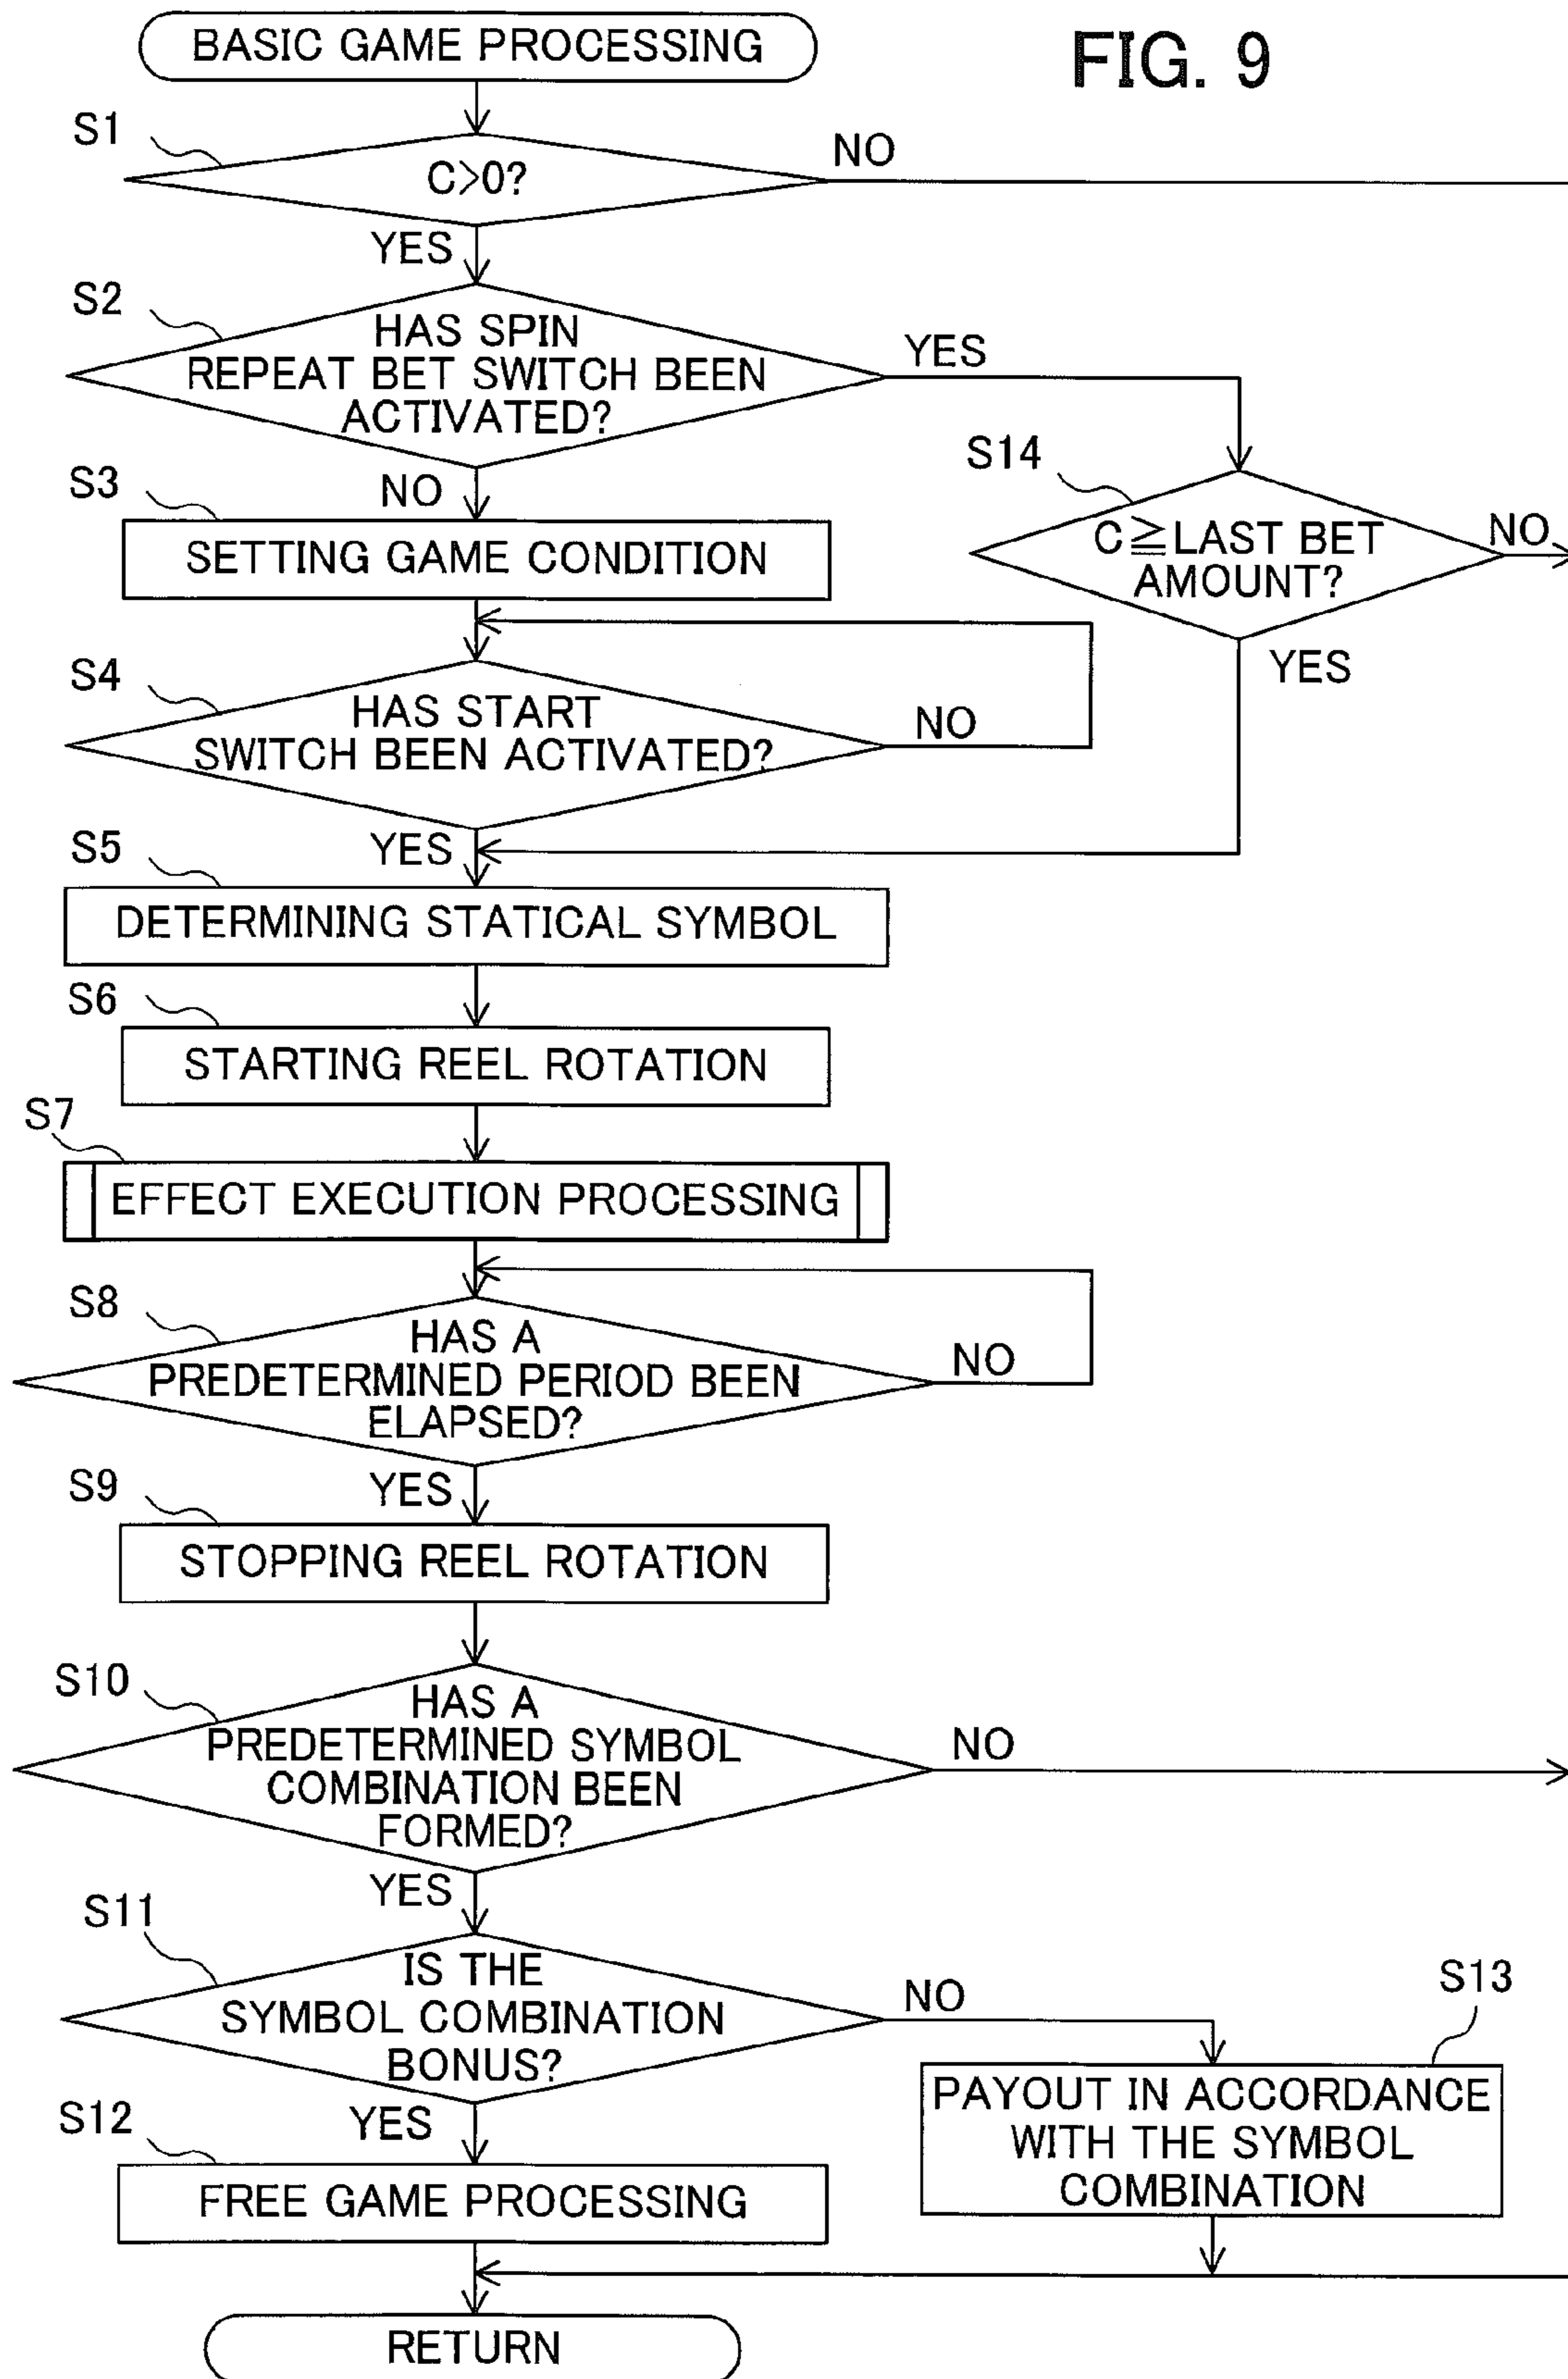 BASIC GAME PROCESSING
FIG. 9
S1
C>0?
NO
YES
S2
HAS SPIN
REPEAT BET SWITCH BEEN
ACTIVATED?
YES
NO
S14
C≧LAST BET
AMOUNT?
NO
YES
S3
SETTING GAME CONDITION
S4
HAS START
SWITCH BEEN ACTIVATED?
NO
YES
S5
DETERMINING STATICAL SYMBOL
S6
STARTING REEL ROTATION
S7
EFFECT EXECUTION PROCESSING
S8
HAS A
PREDETERMINED PERIOD BEEN
ELAPSED?
NO
YES
S9
STOPPING REEL ROTATION
S10
HAS A
PREDETERMINED SYMBOL
COMBINATION BEEN
FORMED?
NO
YES
S11
IS THE
SYMBOL COMBINATION
BONUS?
NO
YES
S13
PAYOUT IN ACCORDANCE
WITH THE SYMBOL
COMBINATION
S12
FREE GAME PROCESSING
RETURN